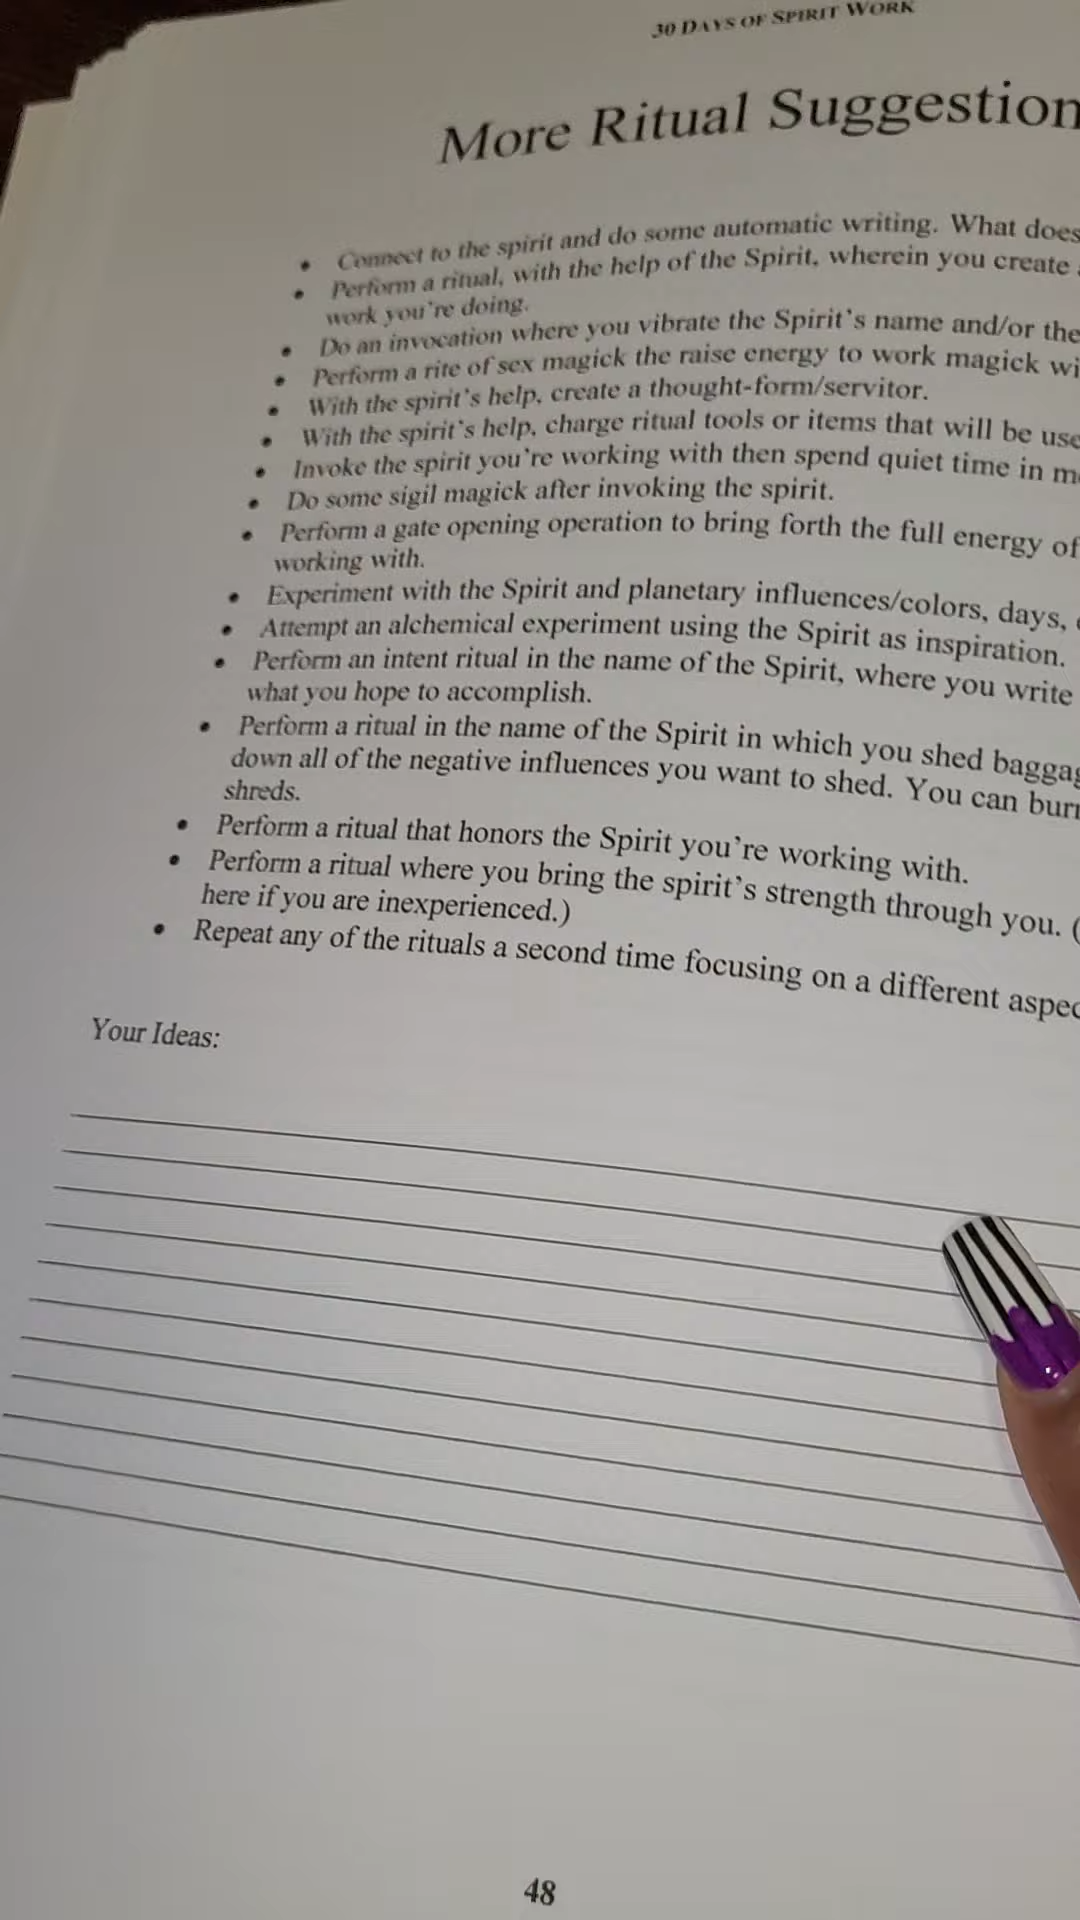 30 DAYS OF SPIRIT WORK
More Ritual Suggestion
• Connect to the spirit and do some automatic writing. What does
• Perform a ritual, with the help of the Spirit, wherein you create
work you're doing.
• Do an invocation where you vibrate the Spirit's name and/or the
• Perform a rite of sex magick the raise energy to work magick wi
• With the spirit's help, create a thought-form/servitor.
• With the spirit's help, charge ritual tools or items that will be use
• Invoke the spirit you're working with then spend quiet time in m
• Do some sigil magick after invoking the spirit.
• Perform a gate opening operation to bring forth the full energy of
working with.
• Experiment with the Spirit and planetary influences/colors, days,
• Attempt an alchemical experiment using the Spirit as inspiration.
• Perform an intent ritual in the name of the Spirit, where you write
what you hope to accomplish.
• Perform a ritual in the name of the Spirit in which you shed baggag
down all of the negative influences you want to shed. You can burn
shreds.
• Perform a ritual that honors the Spirit you're working with.
• Perform a ritual where you bring the spirit's strength through you. (
here if you are inexperienced.)
• Repeat any of the rituals a second time focusing on a different aspec
Your Ideas:
48